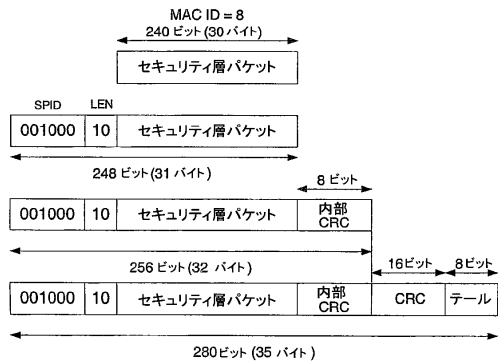 MAC ID = 8
240 ビット(30 バイト)
セキュリティ層パケット
SPID LEN
001000 10 セキュリティ層パケット
248 ビット(31 バイト)
8 ビット
001000 10 セキュリティ層パケット 内部 CRC
256 ビット(32 バイト)
16ビット 8ビット
001000 10 セキュリティ層パケット 内部 CRC CRC テール
280ビット(35 バイト)